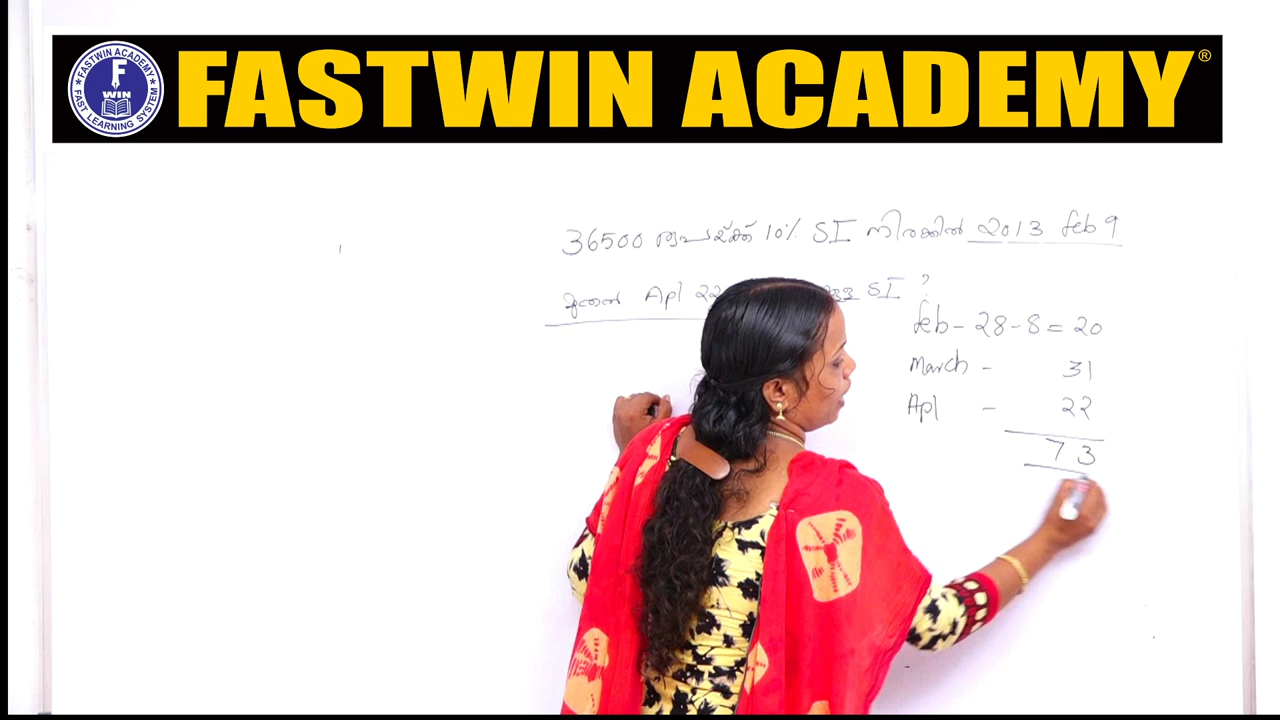 FASTWIN ACADEMY
F
WIN
FAST LEARNING SYSTEM
FASTWIN ACADEMY®
36500 രൂപയ്ക്ക് 10% SI നിരക്കിൽ 2013 feb 9
മുതൽ Apl 22 SI ?
feb - 28 - 8 = 20
March - 31
Apl - 22
73